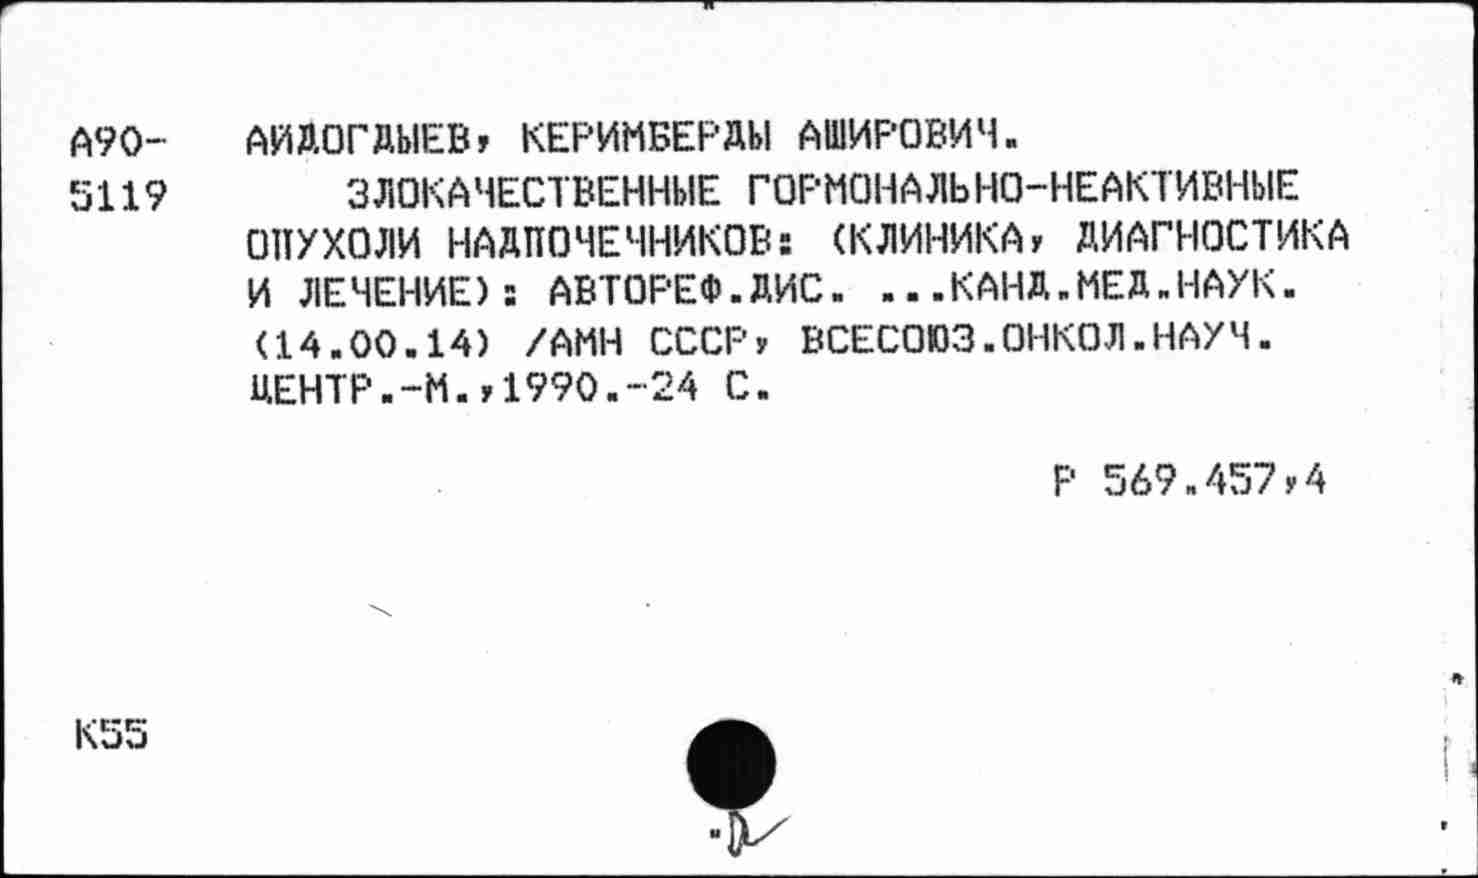 А90-
5119
АЙДОГДЫЕВ, КЕРИМБЕРДЫ АШИРОВИЧ.
ЗЛОКАЧЕСТВЕННЫЕ ГОРМОНАЛЬНО-НЕАКТИВНЫЕ
ОПУХОЛИ НАДПОЧЕЧНИКОВ: (КЛИНИКА, ДИАГНОСТИКА
И ЛЕЧЕНИЕ): АВТОРЕФ.ДИС. ...КАНД.МЕД.НАУК.
(14.00.14) /АМН СССР, ВСЕСОЮЗ.ОНКОЛ.НАУЧ.
ЦЕНТР.-М.,1990.-24 С.
Р 569.457,4
К55